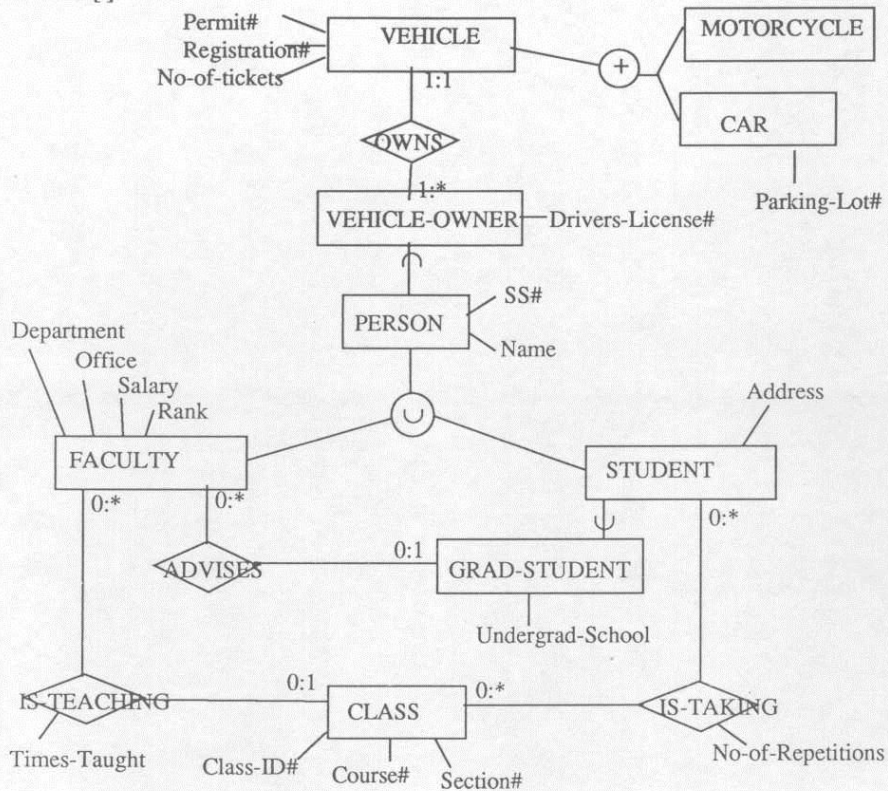 Permit#
VEHICLE
MOTORCYCLE
Registration#
+
No-of-tickets
1:1
CAR
OWNS
1:*
VEHICLE-OWNER
Drivers-License#
Parking-Lot#
SS#
PERSON
Name
Department
Office
Salary
Rank
Address
FACULTY
STUDENT
0:*
0:*
0:*
0:1
ADVISES
GRAD-STUDENT
Undergrad-School
0:1
0:*
IS-TEACHING
CLASS
IS-TAKING
Times-Taught
Class-ID#
Course#
Section#
No-of-Repetitions